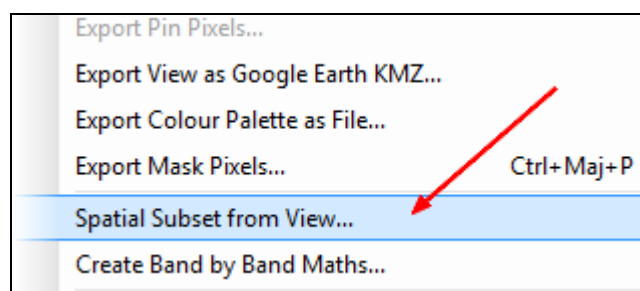 Export Pin Pixels...
Export View as Google Earth KMZ...
Export Colour Palette as File...
Export Mask Pixels... Ctrl+Maj+P
Spatial Subset from View...
Create Band by Band Maths...